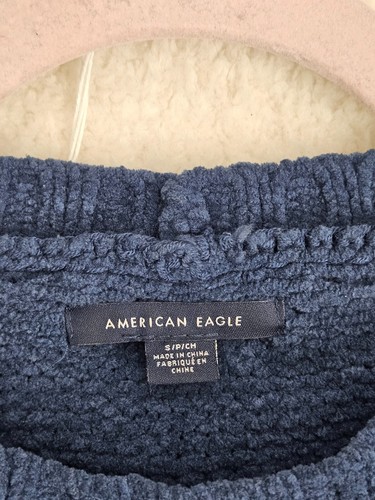 AMERICAN EAGLE
S/P/CH
MADE IN CHINA
FABRIQUÉ EN
CHINE